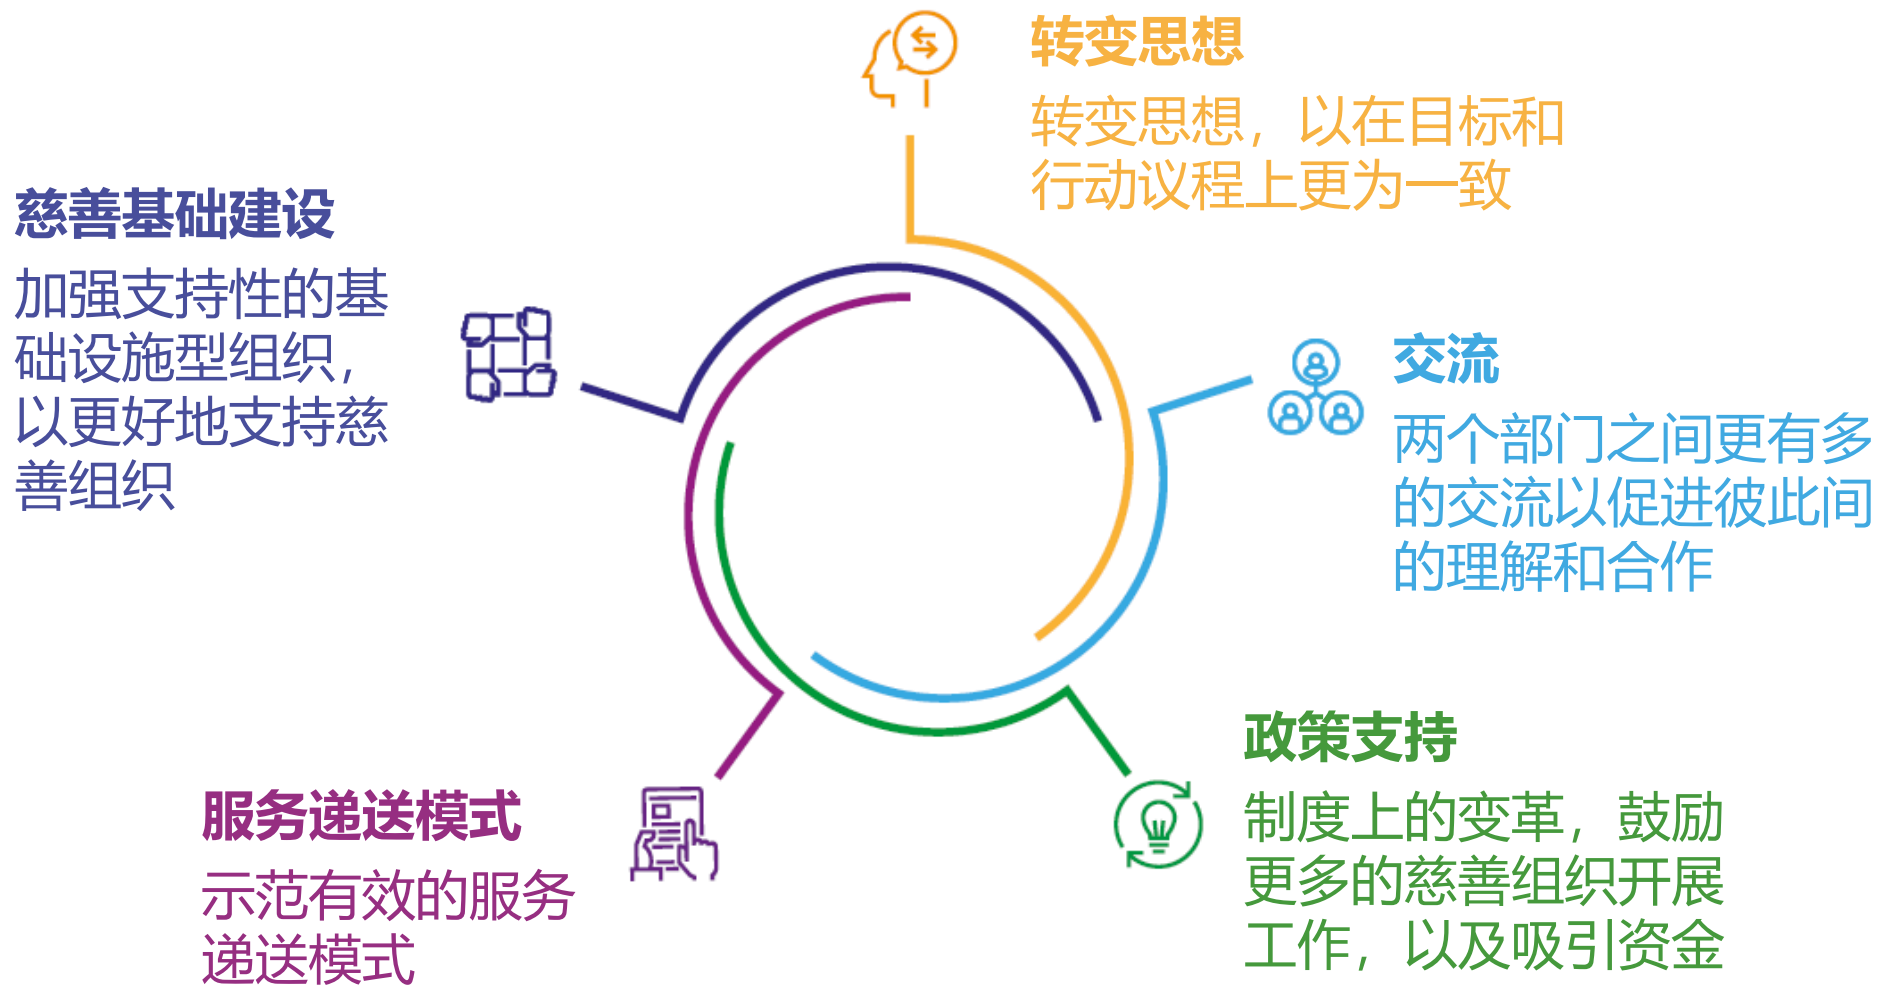 转变思想
转变思想，以在目标和
行动议程上更为一致
慈善基础建设
加强支持性的基
础设施型组织，
以更好地支持慈
善组织
交流
两个部门之间更有多
的交流以促进彼此间
的理解和合作
政策支持
制度上的变革，鼓励
更多的慈善组织开展
工作，以及吸引资金
服务递送模式
示范有效的服务
递送模式